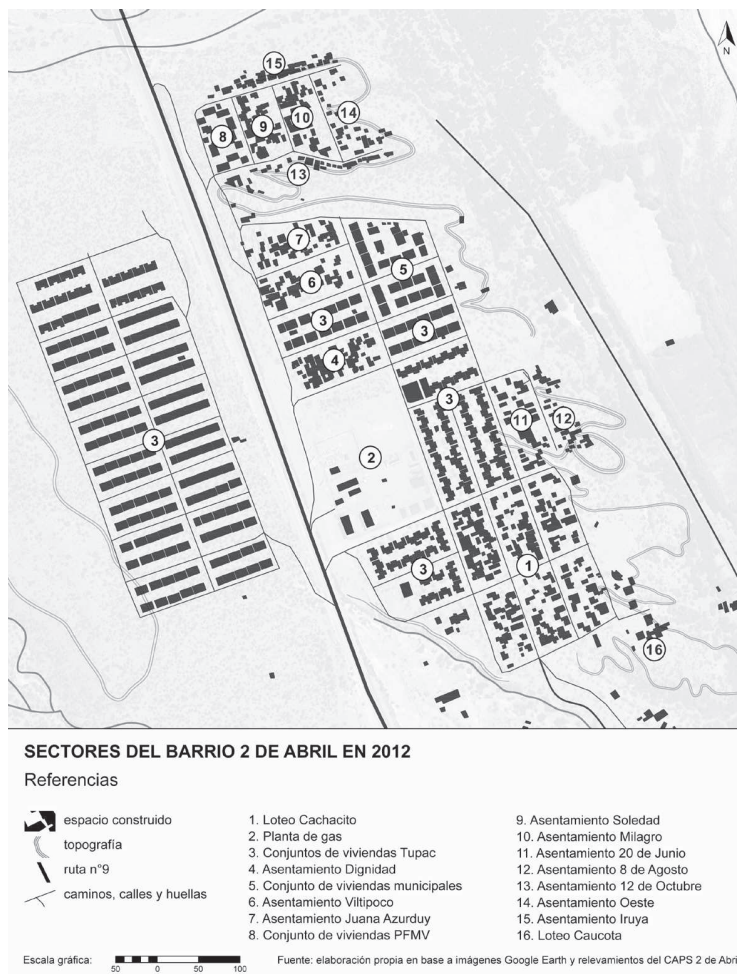 N
15
8
9
10
14
13
7
5
6
3
3
4
3
11
12
3
2
3
1
16
SECTORES DEL BARRIO 2 DE ABRIL EN 2012
Referencias
espacio construido
topografía
ruta n°9
caminos, calles y huellas
1. Loteo Cachacito
2. Planta de gas
3. Conjuntos de viviendas Tupac
4. Asentamiento Dignidad
5. Conjunto de viviendas municipales
6. Asentamiento Viltipoco
7. Asentamiento Juana Azurduy
8. Conjunto de viviendas PFMV
9. Asentamiento Soledad
10. Asentamiento Milagro
11. Asentamiento 20 de Junio
12. Asentamiento 8 de Agosto
13. Asentamiento 12 de Octubre
14. Asentamiento Oeste
15. Asentamiento Iruya
16. Loteo Caucota
Escala gráfica:
50 0 50 100
Fuente: elaboración propia en base a imágenes Google Earth y relevamientos del CAPS 2 de Abri